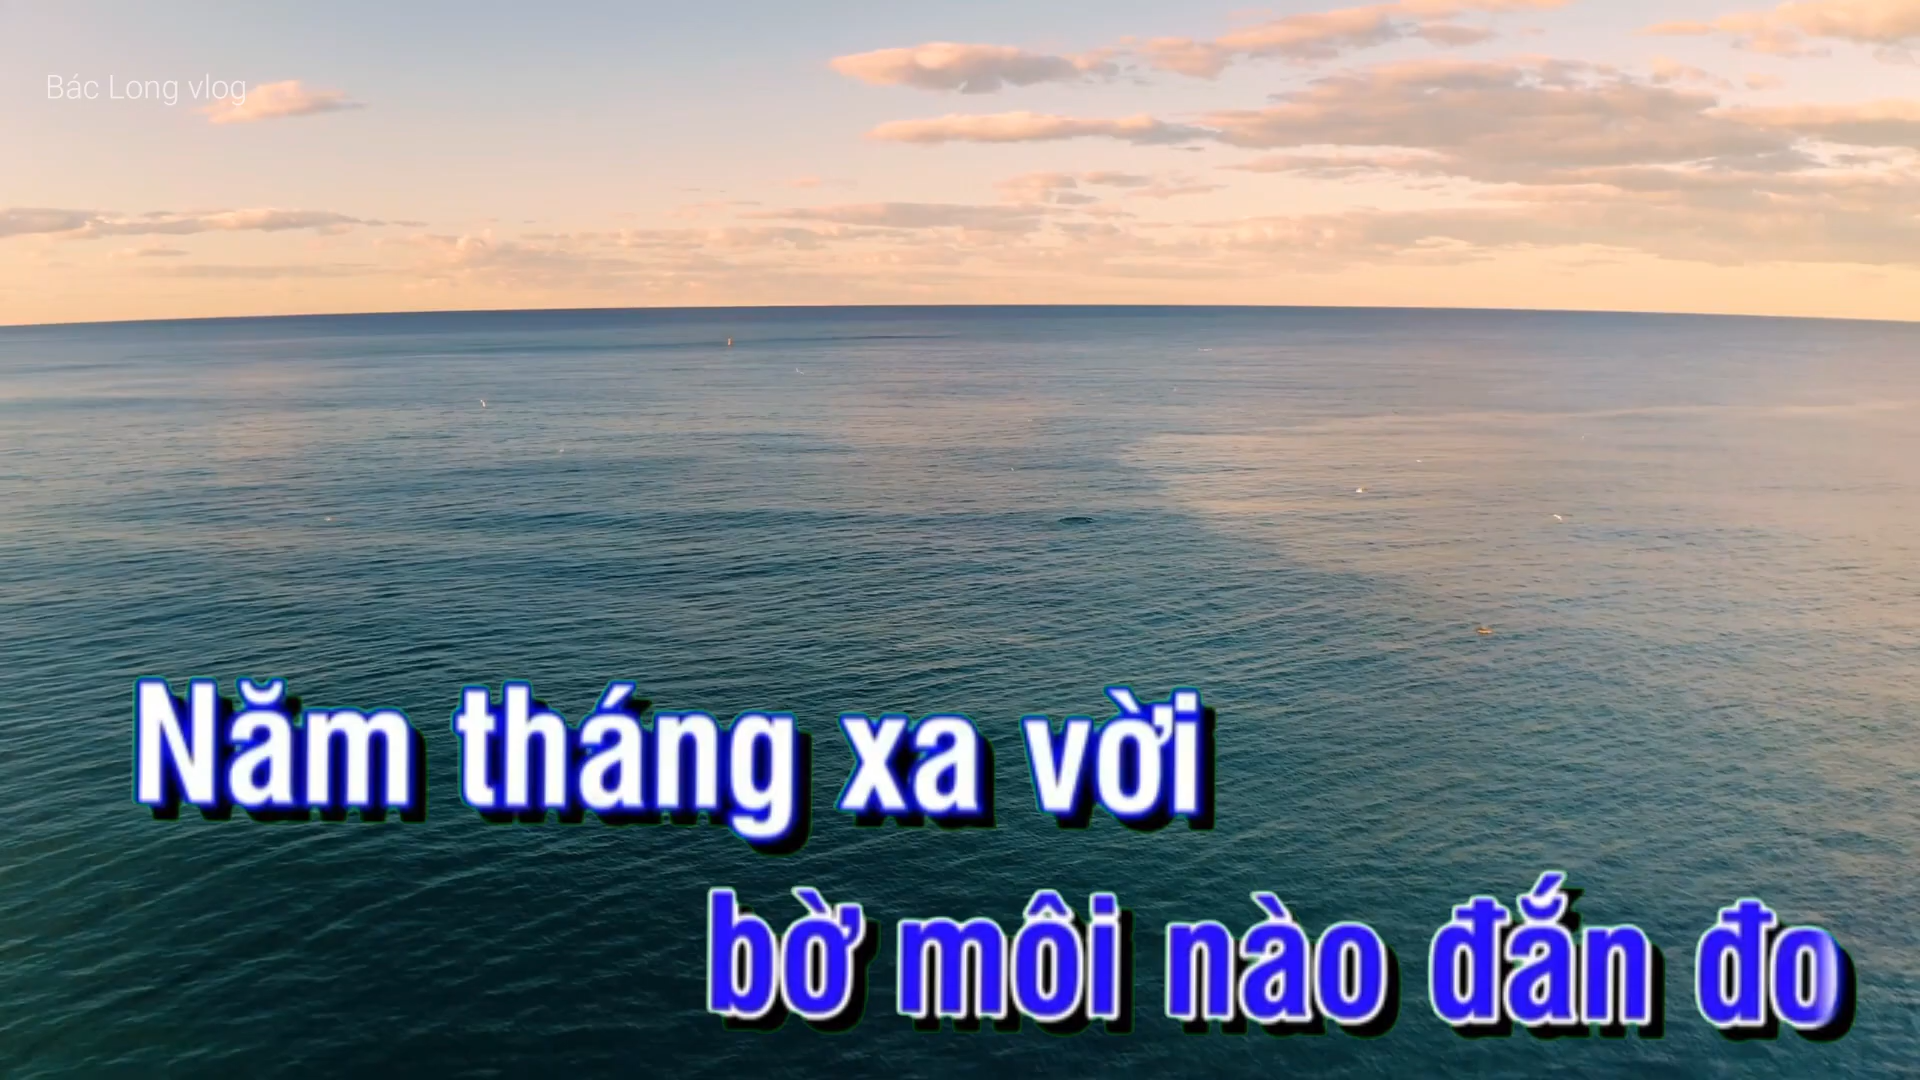 Bác Long vlog
Năm tháng xa vời
bờ môi nào đắn đo